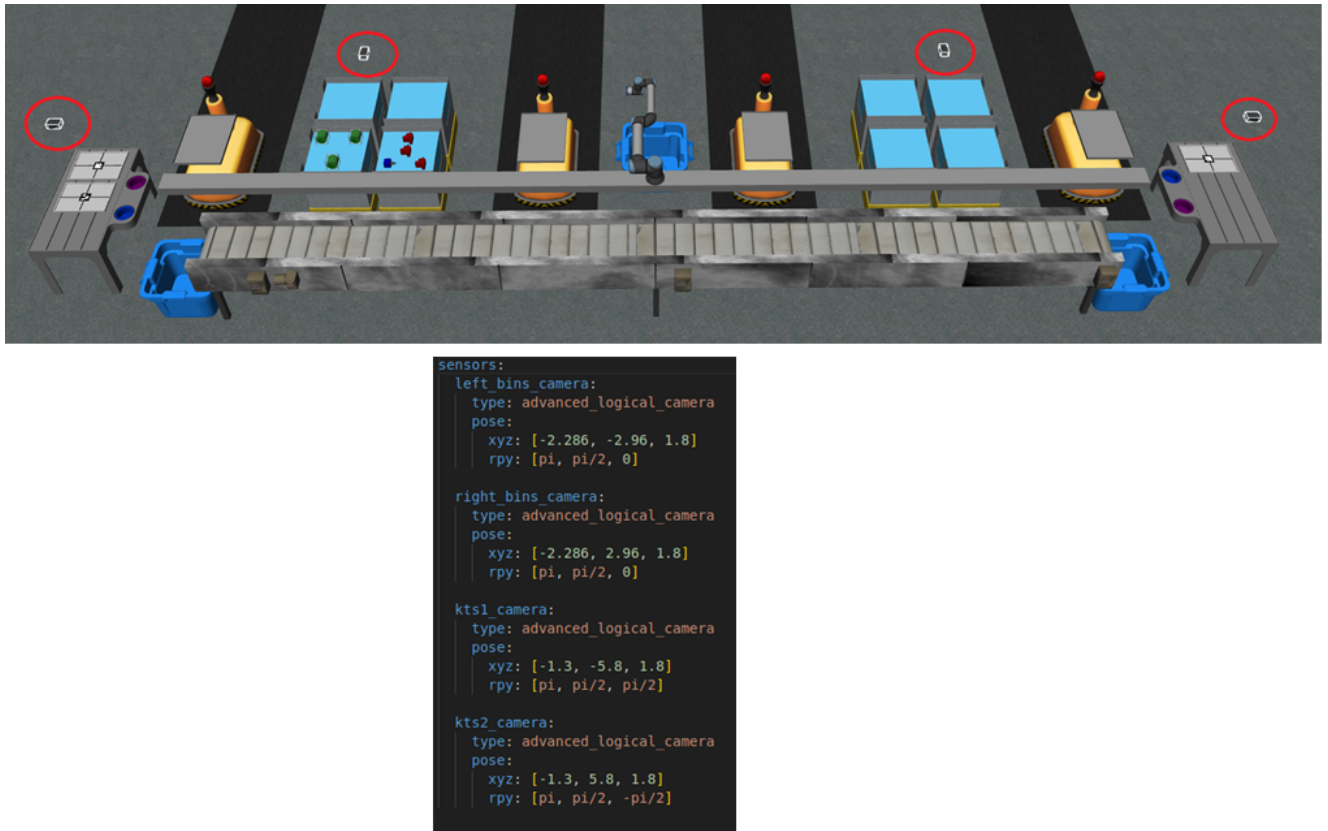 sensors:
left_bins_camera:
type: advanced_logical_camera
pose:
xyz: [-2.286, -2.96, 1.8]
rpy: [pi, pi/2, 0]
right_bins_camera:
type: advanced_logical_camera
pose:
xyz: [-2.286, 2.96, 1.8]
rpy: [pi, pi/2, 0]
kts1_camera:
type: advanced_logical_camera
pose:
xyz: [-1.3, -5.8, 1.8]
rpy: [pi, pi/2, pi/2]
kts2_camera:
type: advanced_logical_camera
pose:
xyz: [-1.3, 5.8, 1.8]
rpy: [pi, pi/2, -pi/2]